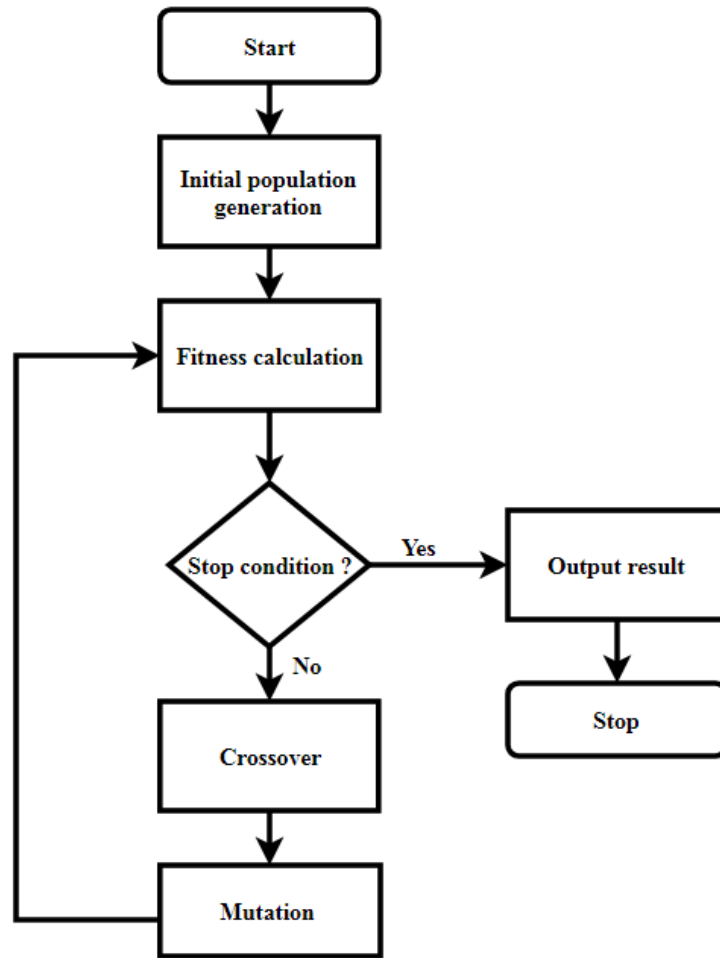 Start
Initial population
generation
Fitness calculation
Stop condition ?
Yes
Output result
No
Stop
Crossover
Mutation